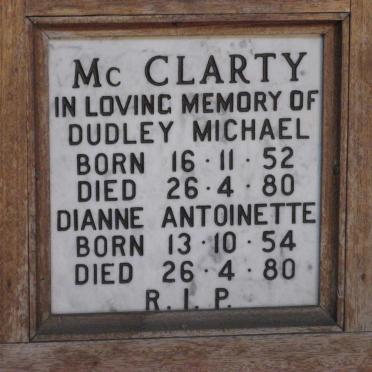 Mc CLARTY
IN LOVING MEMORY OF
DUDLEY MICHAEL
BORN 16·11·52
DIED 26·4·80
DIANNE ANTOINETTE
BORN 13·10·54
DIED 26·4·80
R.I.P.